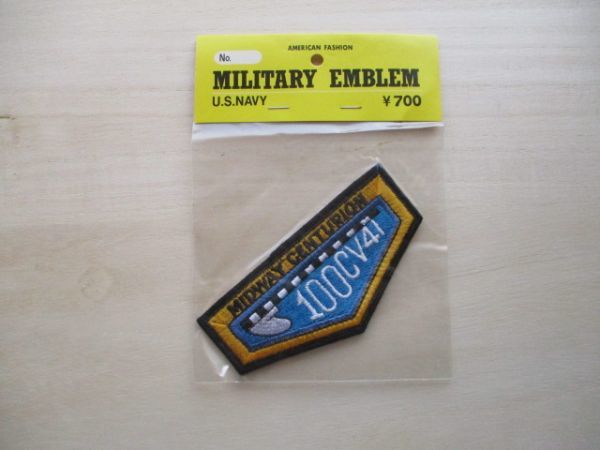 No.
AMERICAN FASHION
MILITARY EMBLEM
U.S.NAVY ¥700
MIDWAY CENTURION
100CV41